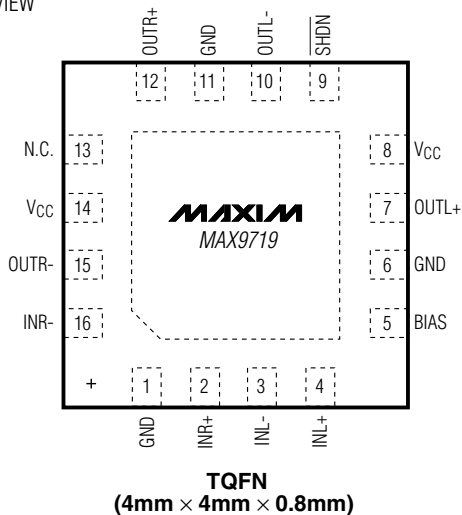 VIEW
OUTR+ GND OUTL- SHDN
12 11 10 9
N.C. 13 8 VCC
VCC 14 MAXIM 7 OUTL+
MAX9719
OUTR- 15 6 GND
INR- 16 5 BIAS
+ 1 2 3 4
GND INR+ INL- INL+
TQFN
(4mm × 4mm × 0.8mm)